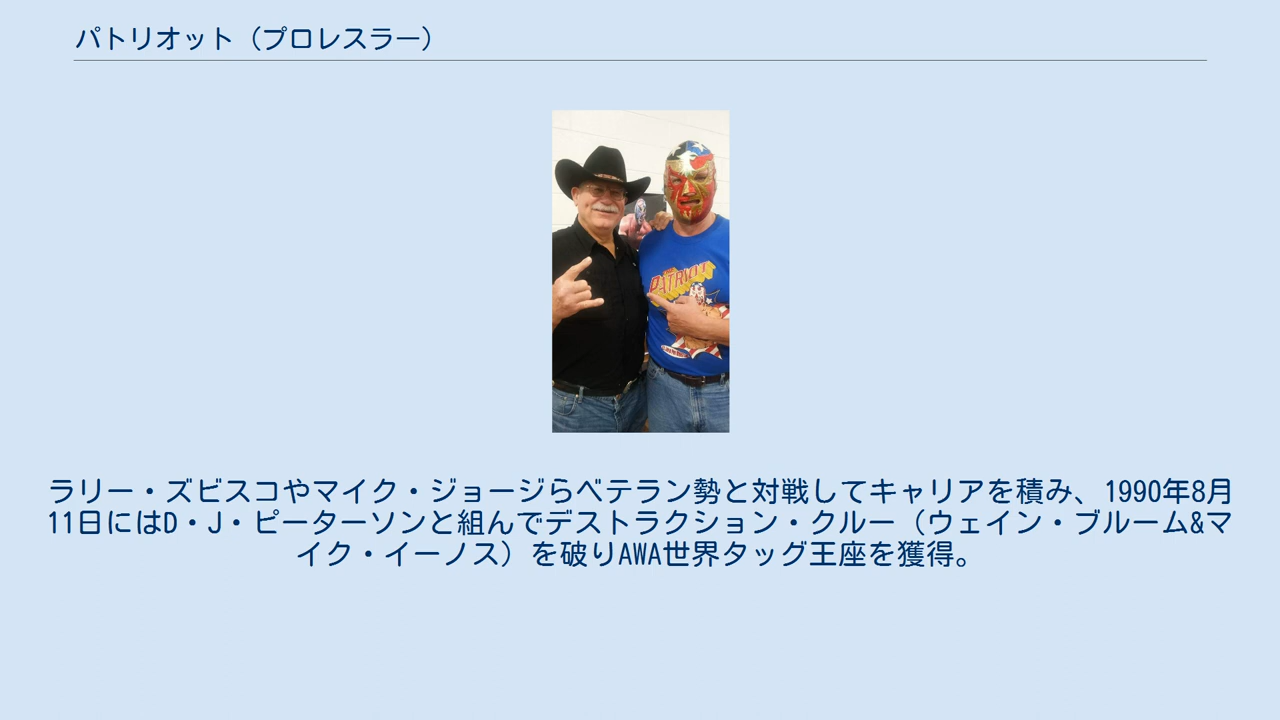 パトリオット（プロレスラー）
PATRIOT
ラリー・ズビスコやマイク・ジョージらベテラン勢と対戦してキャリアを積み、1990年8月
11日にはD・J・ピーターソンと組んでデストラクション・クルー（ウェイン・ブルーム&マ
イク・イーノス）を破りAWA世界タッグ王座を獲得。